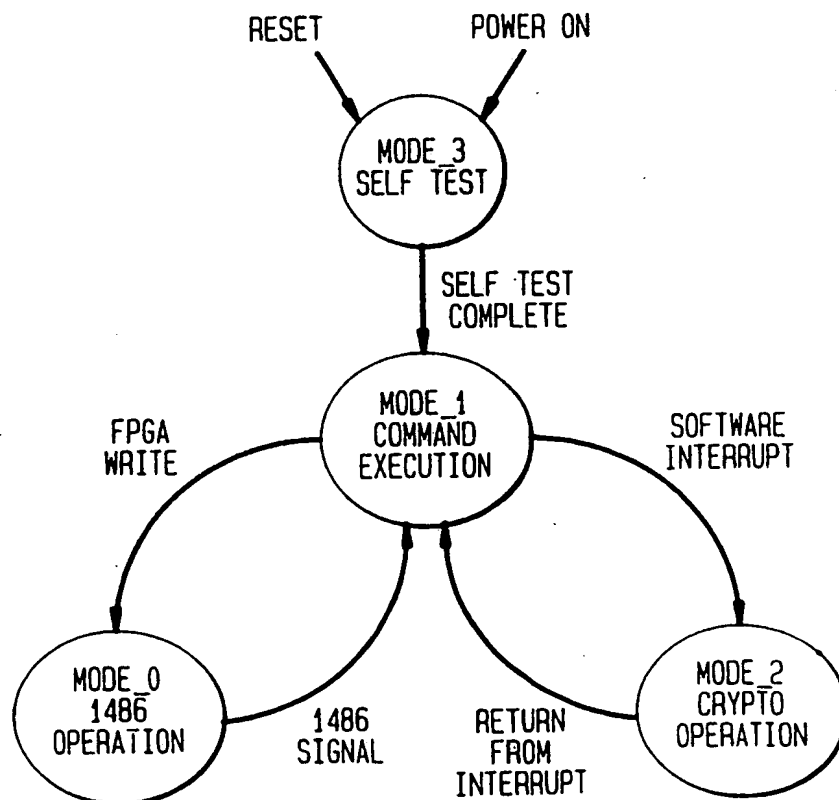 RESET
POWER ON
MODE_3
SELF TEST
SELF TEST
COMPLETE
MODE_1
COMMAND
EXECUTION
FPGA
WRITE
SOFTWARE
INTERRUPT
MODE_0
1486
OPERATION
1486
SIGNAL
RETURN
FROM
INTERRUPT
MODE_2
CRYPTO
OPERATION